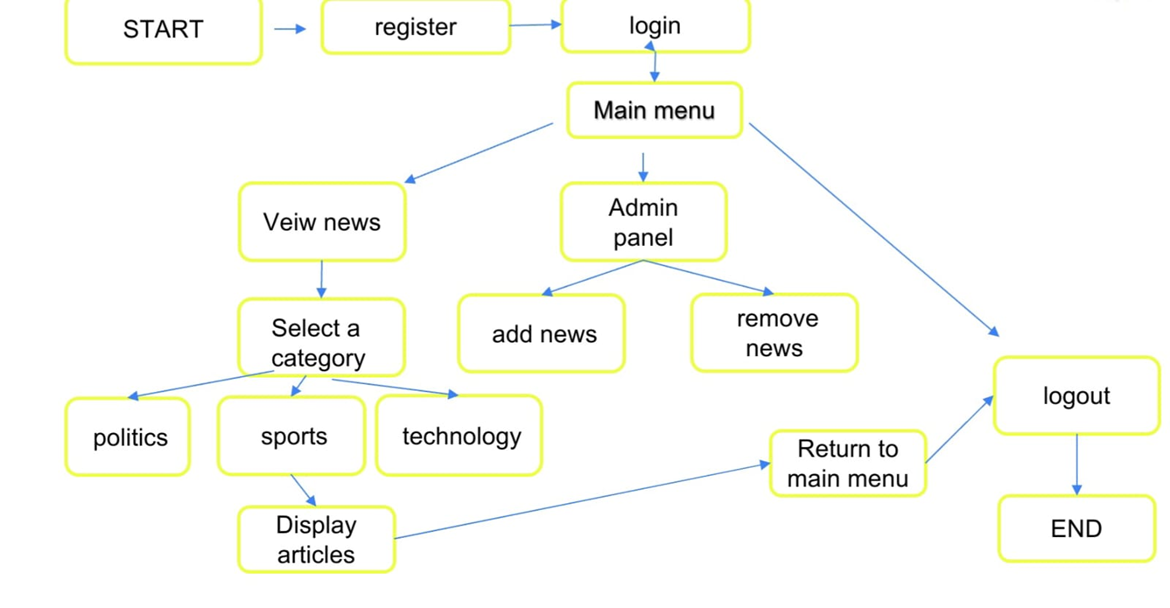 START
register
login
Main menu
Veiw news
Admin
panel
Select a
category
add news
remove
news
politics
sports
technology
logout
Return to
main menu
Display
articles
END